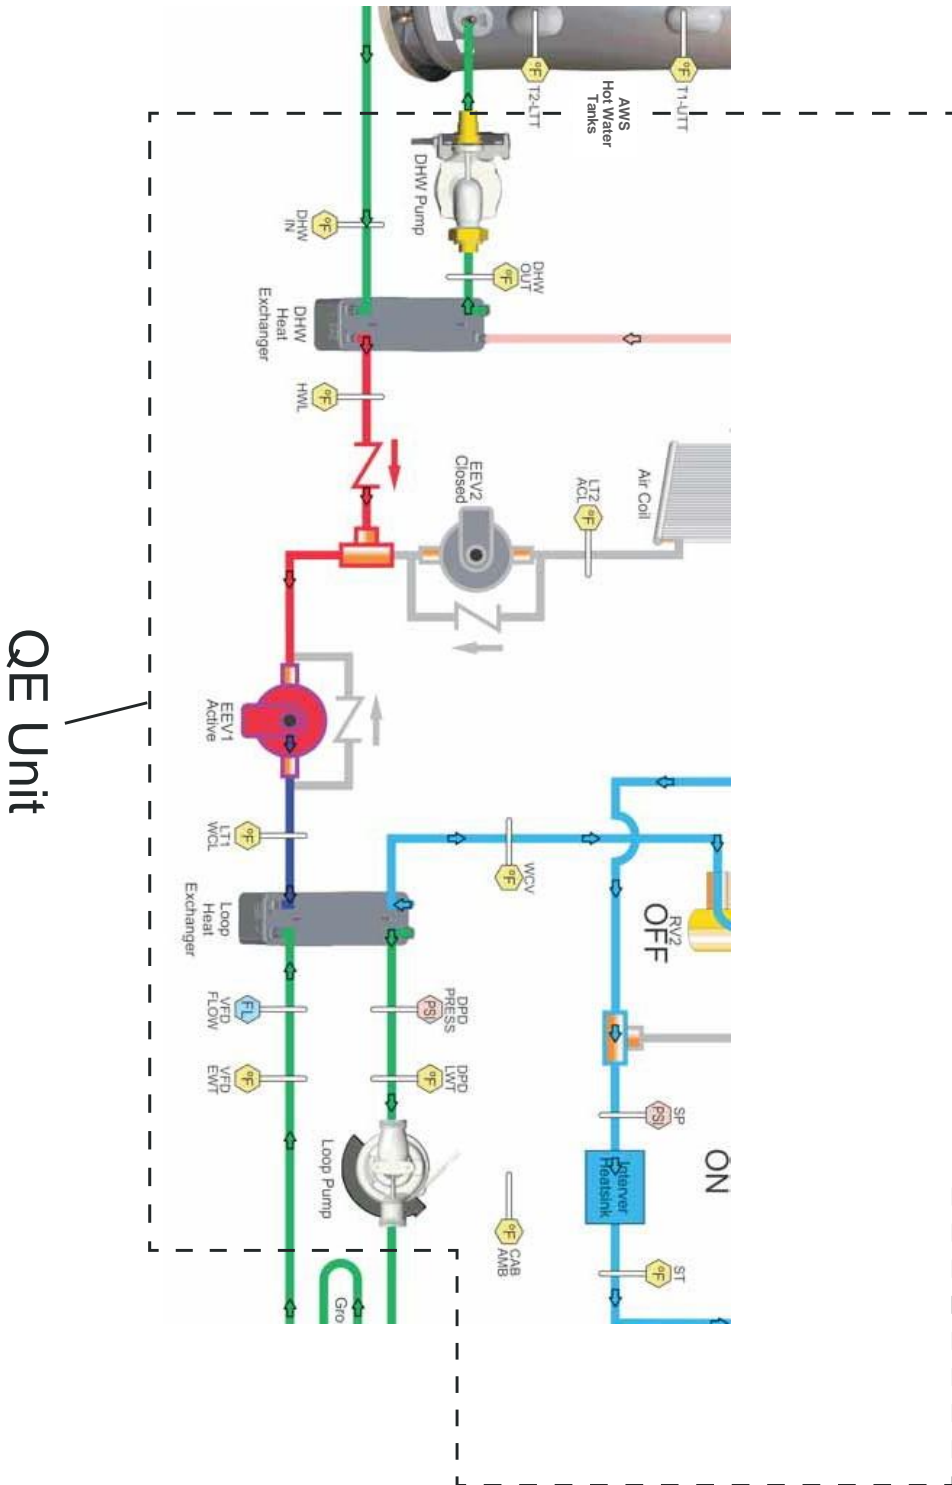 °F
T1-UTT
°F
T2-LTT
AWS
Hot Water
Tanks
DHW Pump
°F
DHW
IN
DHW
OUT
°F
DHW
Heat
Exchanger
°F
HWL
EEV2
Closed
LT2
ACL
°F
Air Coil
EEV1
Active
°F
LT1
WCL
°F
WCV
Loop
Heat
Exchanger
RV2
OFF
FL
VFD
FLOW
DPD
PRESS
PSI
°F
VFD
EWT
DPD
LWT
°F
Loop Pump
SP
PSI
ON
Interver
Heatsink
°F
CAB
AMB
ST
°F
Gro
QE Unit